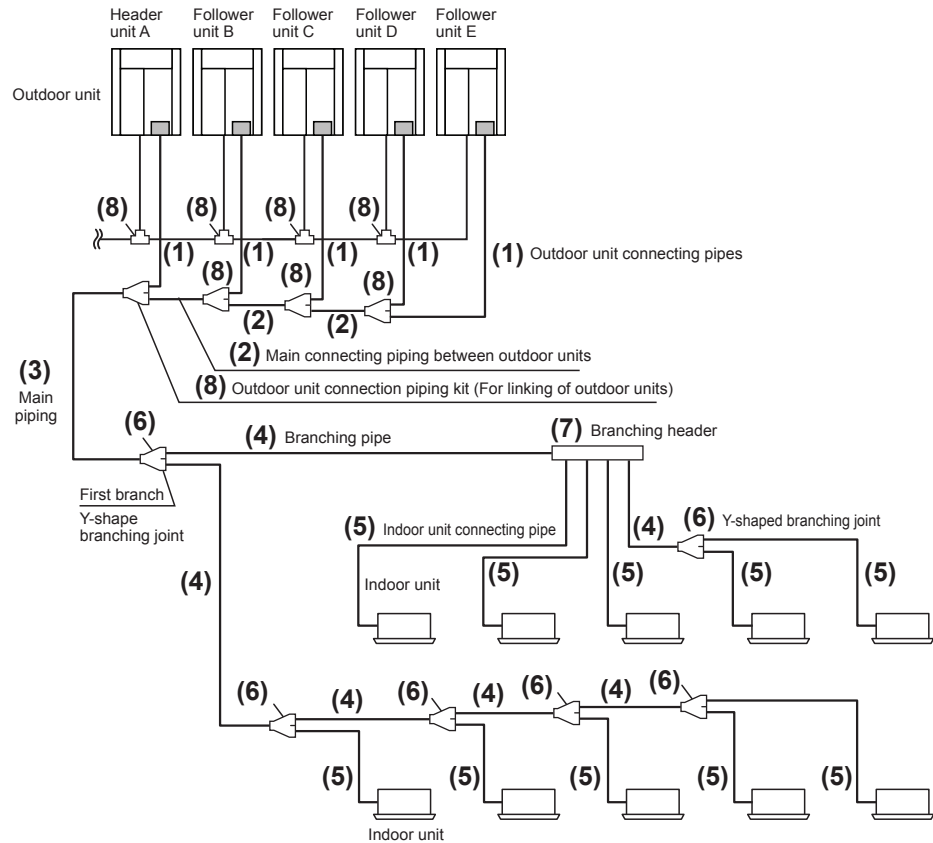 Header
unit A
Follower
unit B
Follower
unit C
Follower
unit D
Follower
unit E
Outdoor unit
(8)
(8)
(8)
(8)
(1)
(1)
(1)
(1)
(1) Outdoor unit connecting pipes
(8)
(8)
(8)
(2)
(2)
(2) Main connecting piping between outdoor units
(3)
Main
piping
(8) Outdoor unit connection piping kit (For linking of outdoor units)
(6)
(4) Branching pipe
(7) Branching header
First branch
Y-shape
branching joint
(5) Indoor unit connecting pipe
(4)
(6) Y-shaped branching joint
(4)
Indoor unit
(5)
(5)
(5)
(5)
(6)
(4)
(6)
(4)
(6)
(4)
(6)
(5)
(5)
(5)
(5)
(5)
Indoor unit